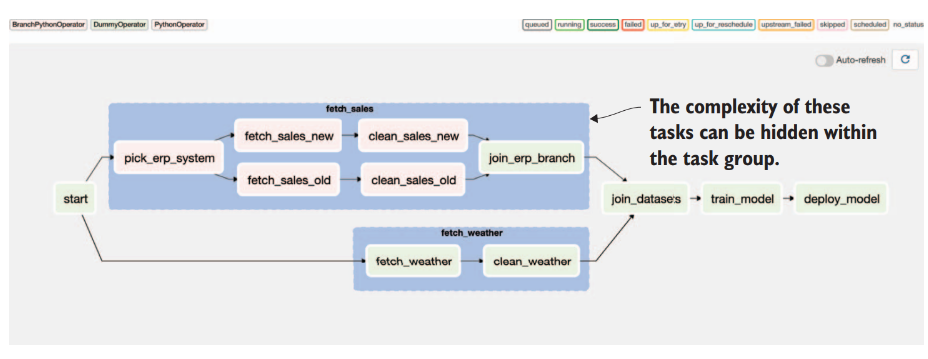 BranchPythonOperator DummyOperator PythonOperator
queued running success failed up_for_retry up_for_reschedule upstream_failed skipped scheduled no_status
Auto-refresh
fetch_sales
The complexity of these
tasks can be hidden within
the task group.
fetch_sales_new
clean_sales_new
pick_erp_system
join_erp_branch
fetch_sales_old
clean_sales_old
start
join_datasets
train_model
deploy_model
fetch_weather
fetch_weather
clean_weather